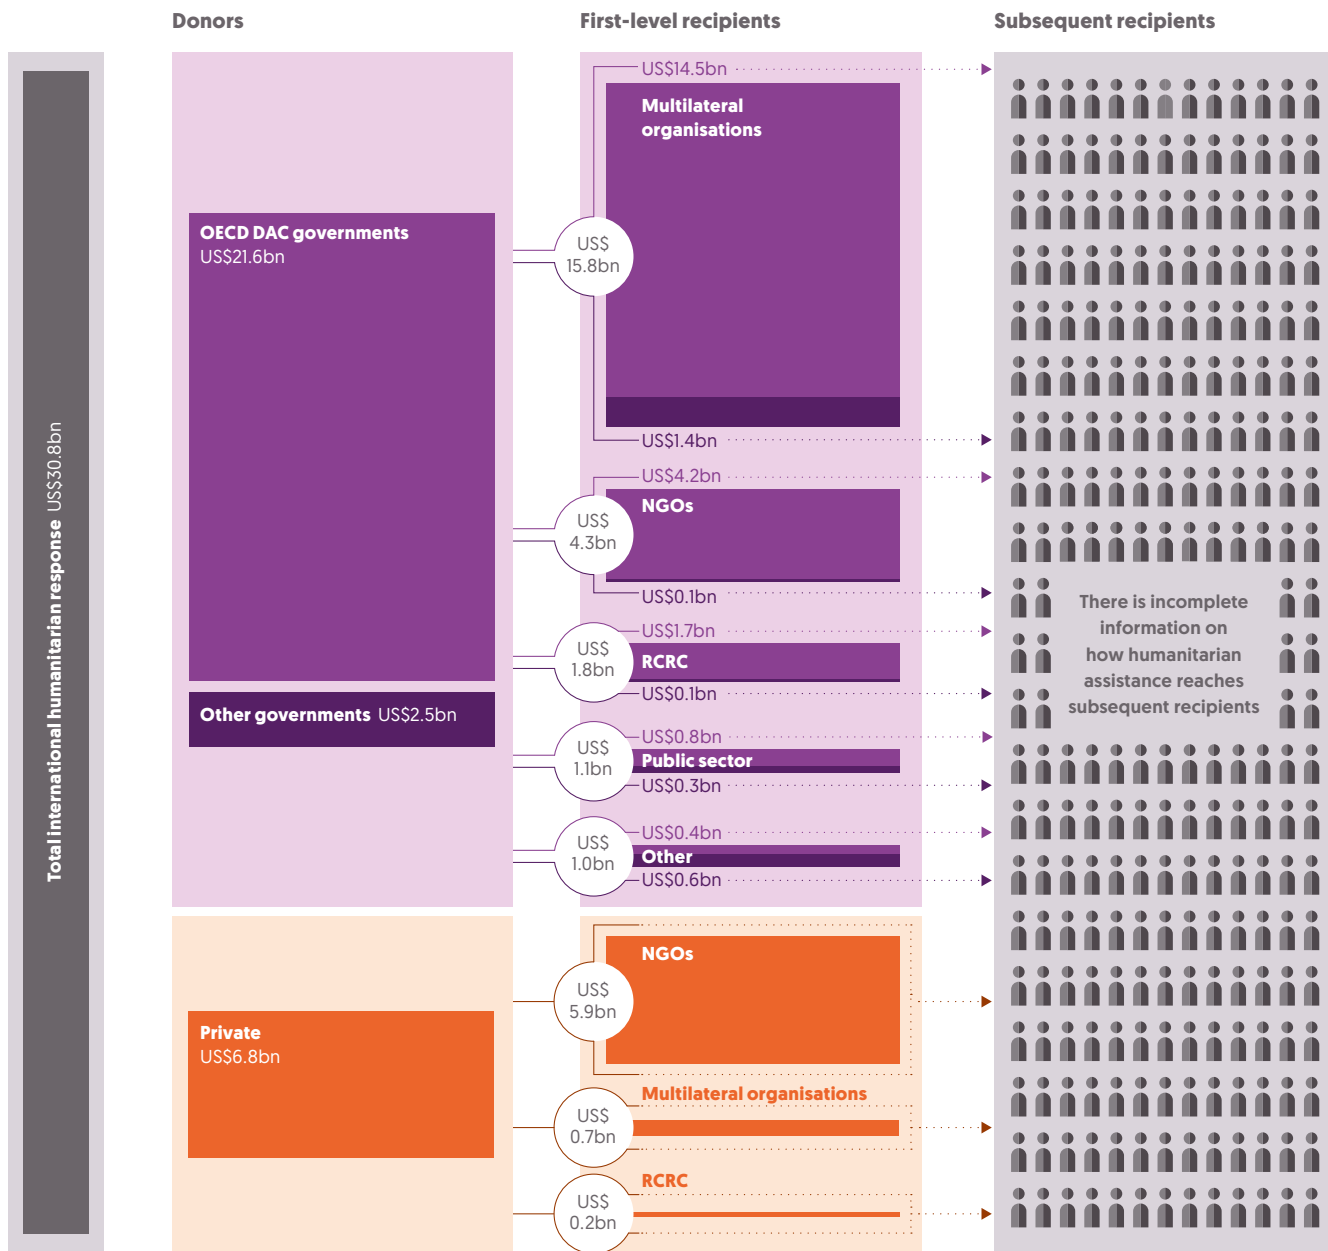 Donors
First-level recipients
Subsequent recipients
Total international humanitarian response US$30.8bn
OECD DAC governments
US$21.6bn
Other governments US$2.5bn
US$
15.8bn
US$14.5bn
Multilateral
organisations
US$1.4bn
US$
4.3bn
US$4.2bn
NGOs
US$0.1bn
US$
1.8bn
US$1.7bn
RCRC
US$0.1bn
US$
1.1bn
US$0.8bn
Public sector
US$0.3bn
US$
1.0bn
US$0.4bn
Other
US$0.6bn
There is incomplete
information on
how humanitarian
assistance reaches
subsequent recipients
Private
US$6.8bn
US$
5.9bn
NGOs
Multilateral organisations
US$
0.7bn
RCRC
US$
0.2bn